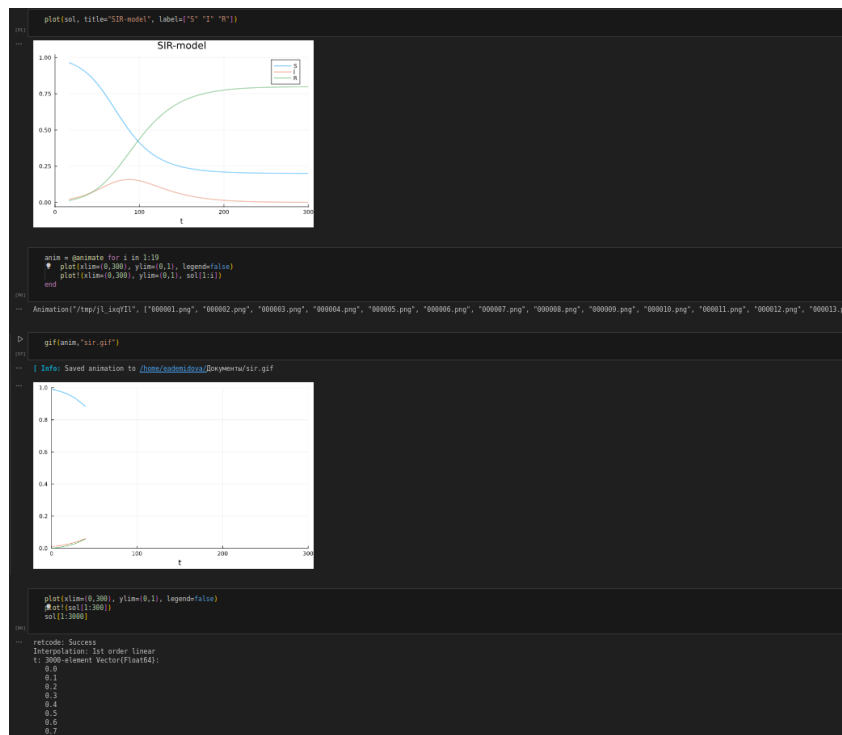 plot(sol, title="SIR-model", label=["S" "I" "R"])
SIR-model
1.00
0.75
0.50
0.25
0.00
0
100
200
300
t
S
I
R
anim = @animate for i in 1:19
plot(xlim=(0,300), ylim=(0,1), legend=false)
plot!(xlim=(0,300), ylim=(0,1), sol[1:i])
end
Animation("/tmp/jl_ixqYIl", ["000001.png", "000002.png", "000003.png", "000004.png", "000005.png", "000006.png", "000007.png", "000008.png", "000009.png", "000010.png", "000011.png", "000012.png", "000013.p
gif(anim,"sir.gif")
[ Info: Saved animation to /home/eademidova/Документы/sir.gif
1.0
0.8
0.6
0.4
0.2
0.0
0
100
200
300
t
plot(xlim=(0,300), ylim=(0,1), legend=false)
plot!(sol[1:300])
sol[1:3000]
retcode: Success
Interpolation: 1st order linear
t: 3000-element Vector{Float64}:
0.0
0.1
0.2
0.3
0.4
0.5
0.6
0.7